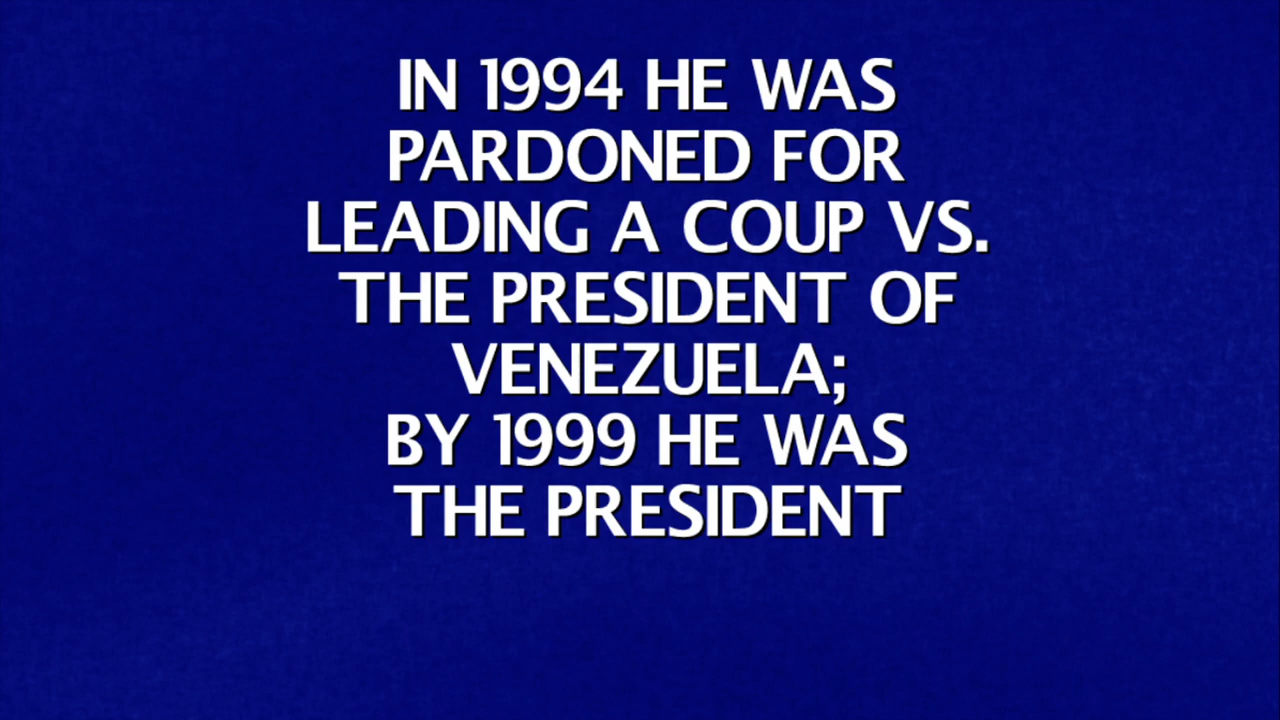 IN 1994 HE WAS
PARDONED FOR
LEADING A COUP VS.
THE PRESIDENT OF
VENEZUELA;
BY 1999 HE WAS
THE PRESIDENT